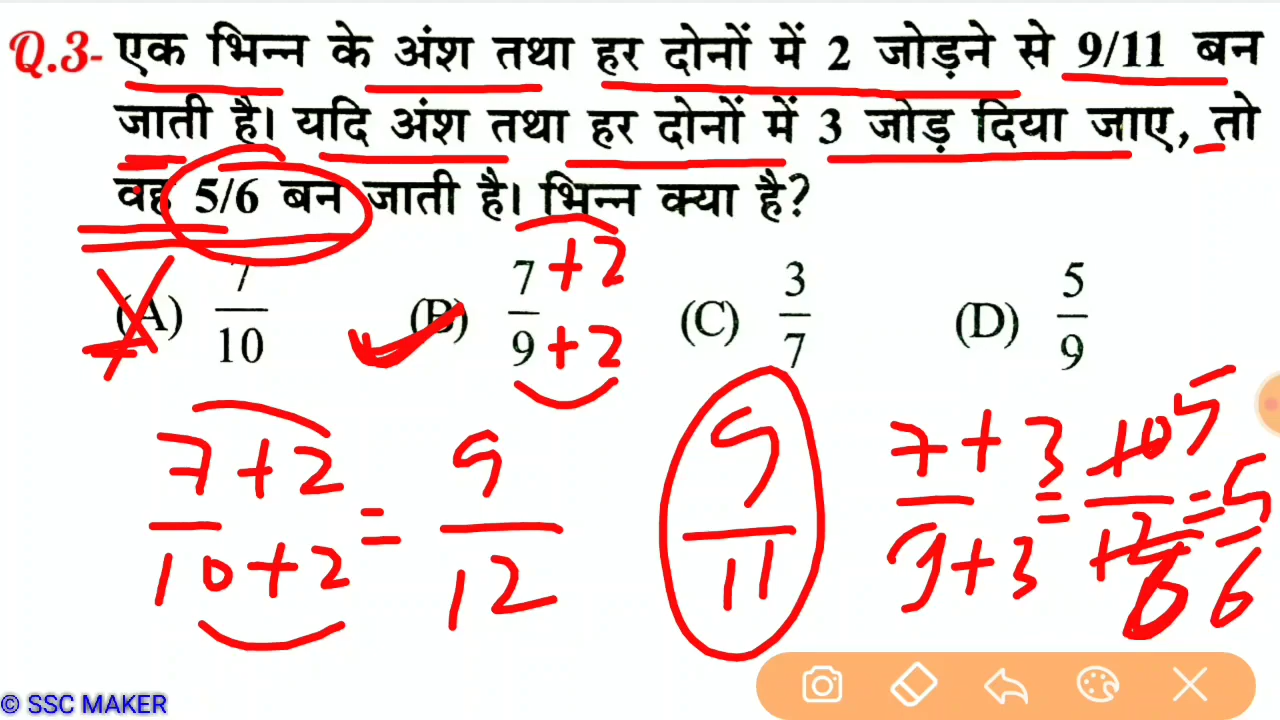 Q.3- एक भिन्न के अंश तथा हर दोनों में 2 जोड़ने से 9/11 बन
जाती है। यदि अंश तथा हर दोनों में 3 जोड़ दिया जाए, तो
वह 5/6 बन जाती है। भिन्न क्या है?
(A) 7/10 (B) 7/9 +2/+2 (C) 3/7 (D) 5/9
7+2/10+2 = 9/12 9/11 7+3/9+3 = 10 5/12 6 = 5/6
© SSC MAKER